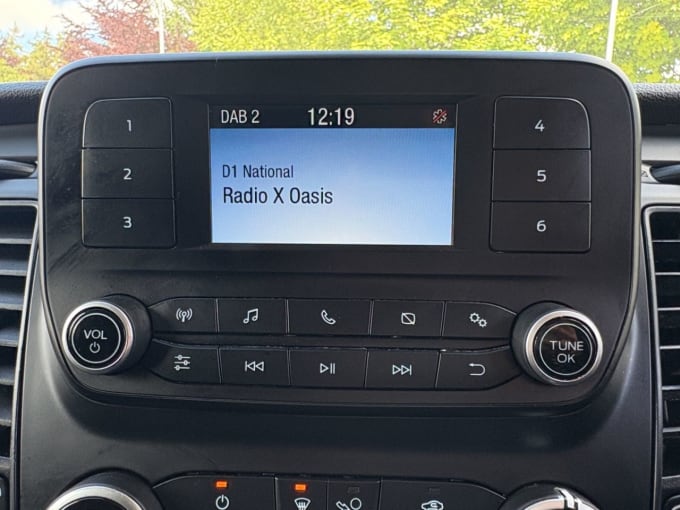 DAB 2 12:19
D1 National
Radio X Oasis
1
2
3
4
5
6
VOL
TUNE
OK